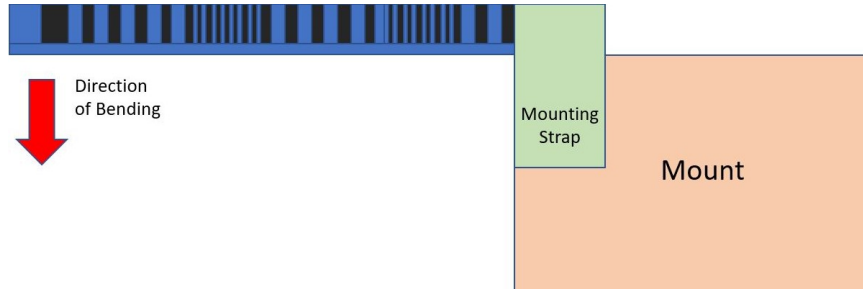 Direction
of Bending
Mounting
Strap
Mount